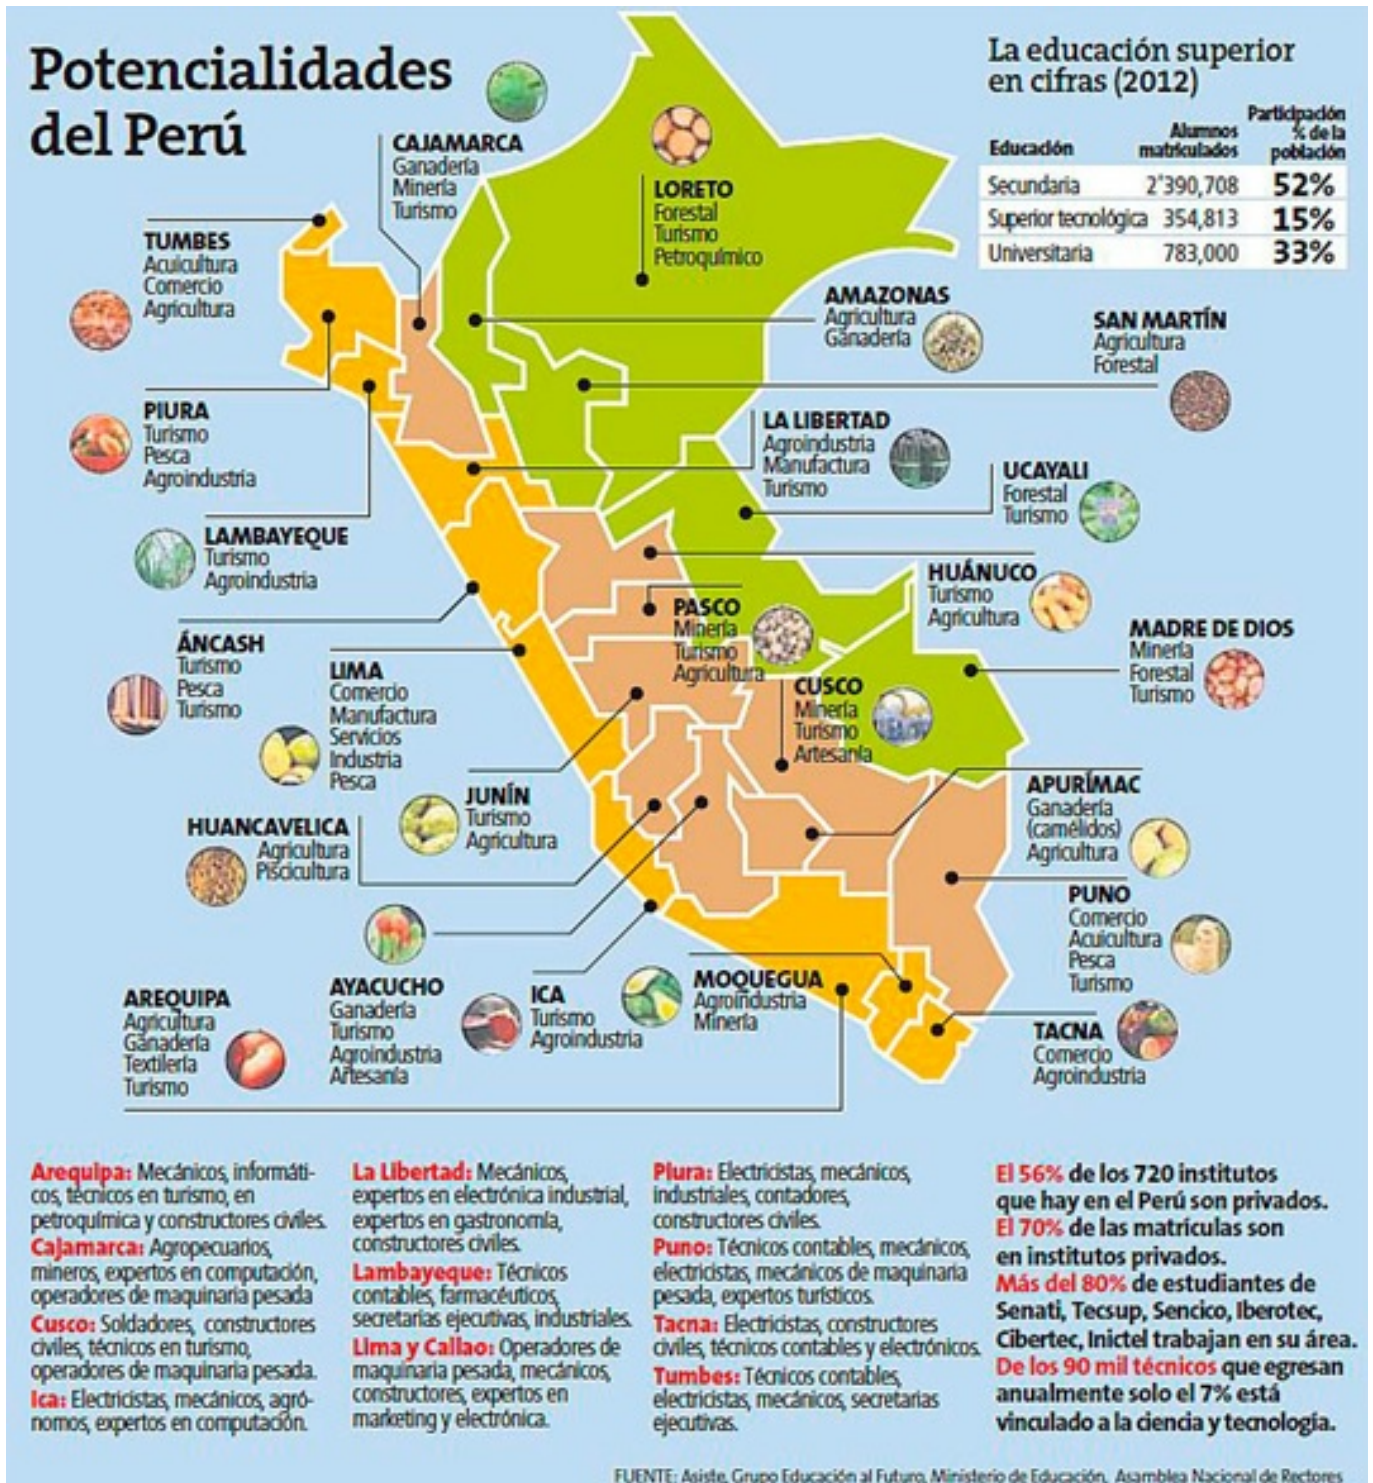 Potencialidades
del Perú
La educación superior
en cifras (2012)
Educación Alumnos matriculados Participación % de la población
Secundaria 2'390,708 52%
Superior tecnológica 354,813 15%
Universitaria 783,000 33%
CAJAMARCA
Ganadería
Minería
Turismo
LORETO
Forestal
Turismo
Petroquímico
TUMBES
Acuicultura
Comercio
Agricultura
AMAZONAS
Agricultura
Ganadería
SAN MARTÍN
Agricultura
Forestal
PIURA
Turismo
Pesca
Agroindustria
LA LIBERTAD
Agroindustria
Manufactura
Turismo
UCAYALI
Forestal
Turismo
LAMBAYEQUE
Turismo
Agroindustria
HUÁNUCO
Turismo
Agricultura
PASCO
Minería
Turismo
Agricultura
MADRE DE DIOS
Minería
Forestal
Turismo
ÁNCASH
Turismo
Pesca
Turismo
LIMA
Comercio
Manufactura
Servicios
Industria
Pesca
CUSCO
Minería
Turismo
Artesanía
JUNÍN
Turismo
Agricultura
APURÍMAC
Ganadería
(camélidos)
Agricultura
HUANCAVELICA
Agricultura
Piscicultura
PUNO
Comercio
Acuicultura
Pesca
Turismo
AREQUIPA
Agricultura
Ganadería
Textilería
Turismo
AYACUCHO
Ganadería
Turismo
Agroindustria
Artesanía
ICA
Turismo
Agroindustria
MOQUEGUA
Agroindustria
Minería
TACNA
Comercio
Agroindustria
Arequipa: Mecánicos, informáti-
cos, técnicos en turismo, en
petroquímica y constructores civiles.
Cajamarca: Agropecuarios,
mineros, expertos en computación,
operadores de maquinaria pesada
Cusco: Soldadores, constructores
civiles, técnicos en turismo,
operadores de maquinaria pesada.
Ica: Electricistas, mecánicos, agró-
nomos, expertos en computación.
La Libertad: Mecánicos,
expertos en electrónica industrial,
expertos en gastronomía,
constructores civiles.
Lambayeque: Técnicos
contables, farmacéuticos,
secretarias ejecutivas, industriales.
Lima y Callao: Operadores de
maquinaria pesada, mecánicos,
constructores, expertos en
marketing y electrónica.
Piura: Electricistas, mecánicos,
industriales, contadores,
constructores civiles.
Puno: Técnicos contables, mecánicos,
electricistas, mecánicos de maquinaria
pesada, expertos turísticos.
Tacna: Electricistas, constructores
civiles, técnicos contables y electrónicos.
Tumbes: Técnicos contables,
electricistas, mecánicos, secretarias
ejecutivas.
El 56% de los 720 institutos
que hay en el Perú son privados.
El 70% de las matrículas son
en institutos privados.
Más del 80% de estudiantes de
Senati, Tecsup, Sencico, Iberotec,
Cibertec, Inictel trabajan en su área.
De los 90 mil técnicos que egresan
anualmente solo el 7% está
vinculado a la ciencia y tecnología.
FUENTE: Asiste, Grupo Educación al Futuro, Ministerio de Educación, Asamblea Nacional de Rectores